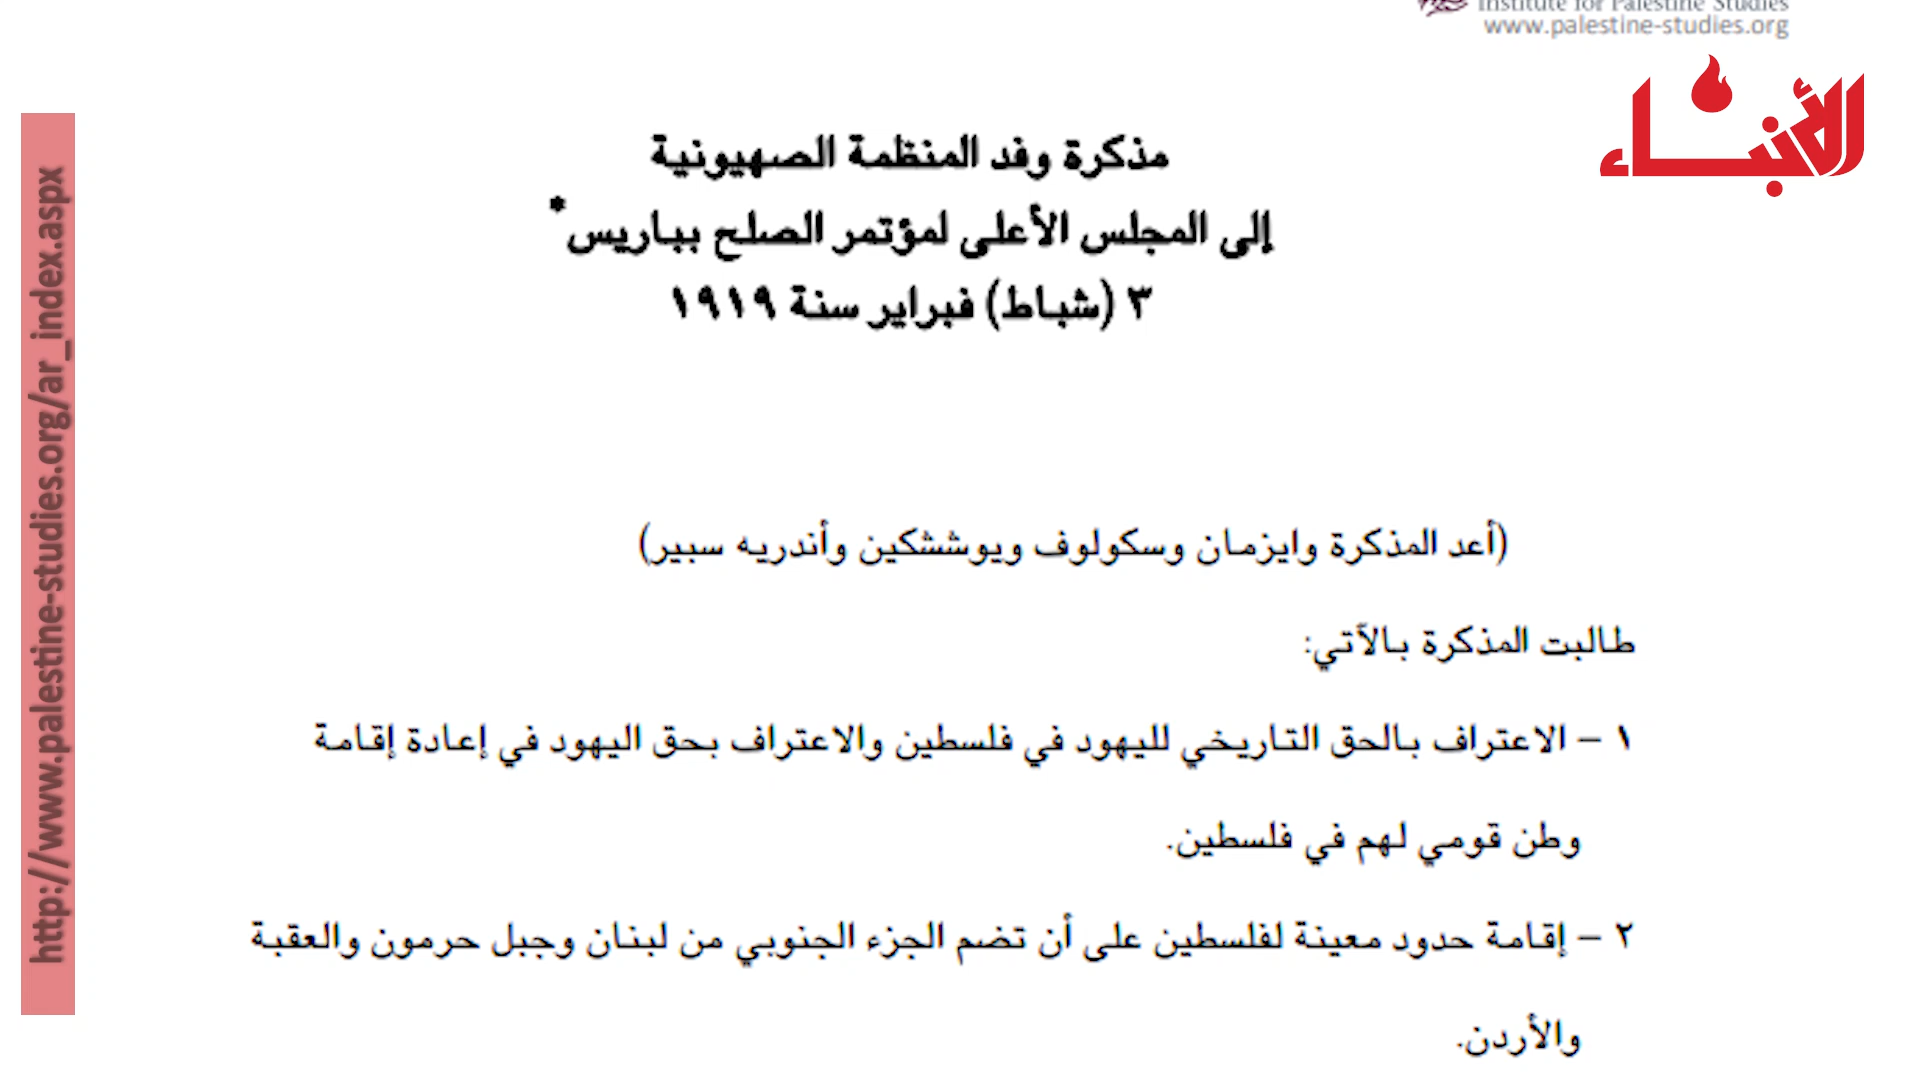 Institute for Palestine Studies
www.palestine-studies.org
الأنباء
http://www.palestine-studies.org/ar_index.aspx
مذكرة وفد المنظمة الصهيونية
إلى المجلس الأعلى لمؤتمر الصلح بباريس*
٣ (شباط) فبراير سنة ١٩١٩
(أعد المذكرة وايزمان وسكولوف ويوششكين وأندريه سبير)
طالبت المذكرة بالآتي:
١ – الاعتراف بالحق التاريخي لليهود في فلسطين والاعتراف بحق اليهود في إعادة إقامة
وطن قومي لهم في فلسطين.
٢ – إقامة حدود معينة لفلسطين على أن تضم الجزء الجنوبي من لبنان وجبل حرمون والعقبة
والأردن.